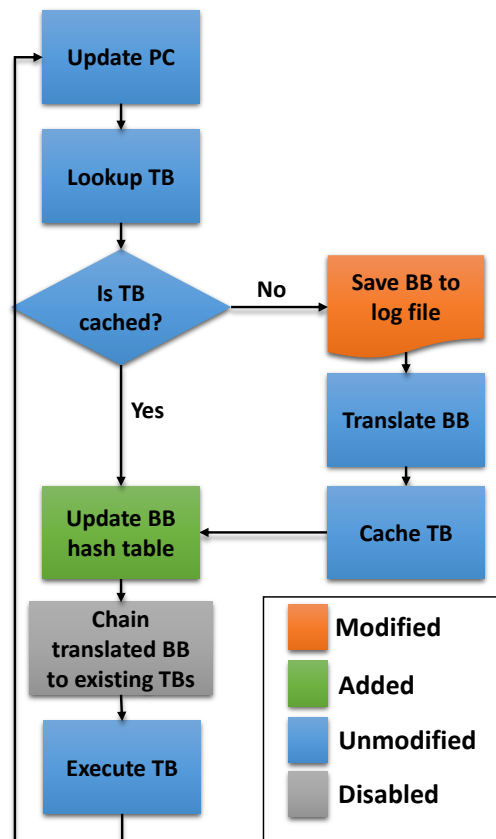 Update PC
Lookup TB
Is TB
cached?
No
Save BB to
log file
Yes
Translate BB
Cache TB
Update BB
hash table
Chain
translated BB
to existing TBs
Execute TB
Modified
Added
Unmodified
Disabled